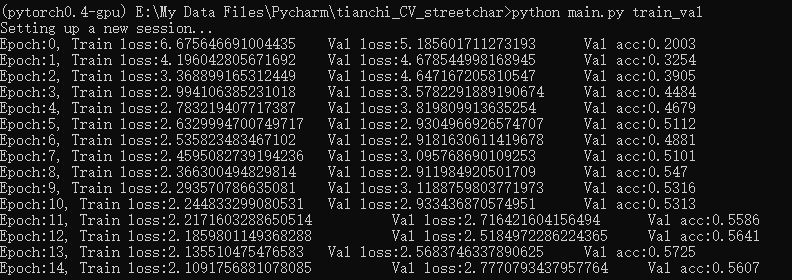 (pytorch0.4-gpu) E:\My Data Files\Pycharm\tianchi_CV_streetchar>python main.py train_val
Setting up a new session...
Epoch:0, Train loss:6.675646691004435    Val loss:5.185601711273193    Val acc:0.2003
Epoch:1, Train loss:4.196042805671692    Val loss:4.678544998168945    Val acc:0.3254
Epoch:2, Train loss:3.368899165312449    Val loss:4.647167205810547    Val acc:0.3905
Epoch:3, Train loss:2.994106385231018    Val loss:3.5782291889190674    Val acc:0.4484
Epoch:4, Train loss:2.783219407717387    Val loss:3.819809913635254    Val acc:0.4679
Epoch:5, Train loss:2.6329994700749717    Val loss:2.9304966926574707    Val acc:0.5112
Epoch:6, Train loss:2.535823483467102    Val loss:2.9181630611419678    Val acc:0.4881
Epoch:7, Train loss:2.4595082739194236    Val loss:3.095768690109253    Val acc:0.5101
Epoch:8, Train loss:2.366300494829814    Val loss:2.911984920501709    Val acc:0.547
Epoch:9, Train loss:2.293570786635081    Val loss:3.1188759803771973    Val acc:0.5316
Epoch:10, Train loss:2.244833299080531    Val loss:2.933436870574951    Val acc:0.5313
Epoch:11, Train loss:2.2171603288650514    Val loss:2.716421604156494    Val acc:0.5586
Epoch:12, Train loss:2.1859801149368288    Val loss:2.5184972286224365    Val acc:0.5641
Epoch:13, Train loss:2.135510475476583    Val loss:2.5683746337890625    Val acc:0.5725
Epoch:14, Train loss:2.1091756881078085    Val loss:2.7770793437957764    Val acc:0.5607